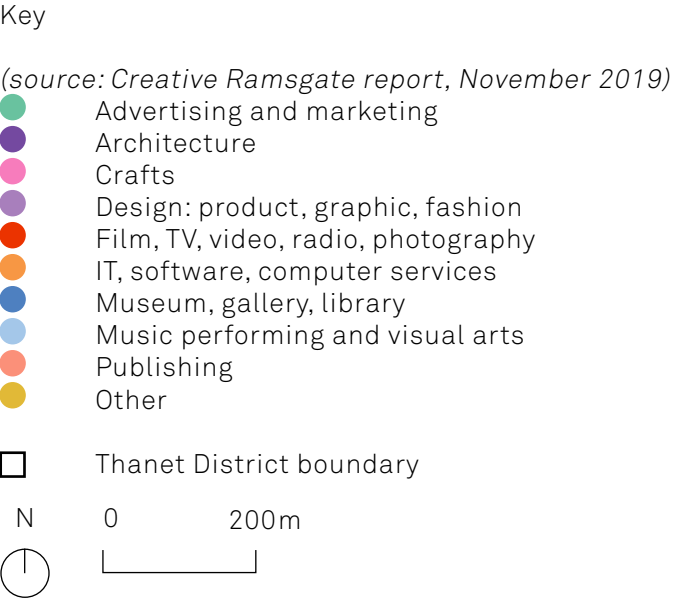 Key
(source: Creative Ramsgate report, November 2019)
Advertising and marketing
Architecture
Crafts
Design: product, graphic, fashion
Film, TV, video, radio, photography
IT, software, computer services
Museum, gallery, library
Music performing and visual arts
Publishing
Other
Thanet District boundary
N 0 200m